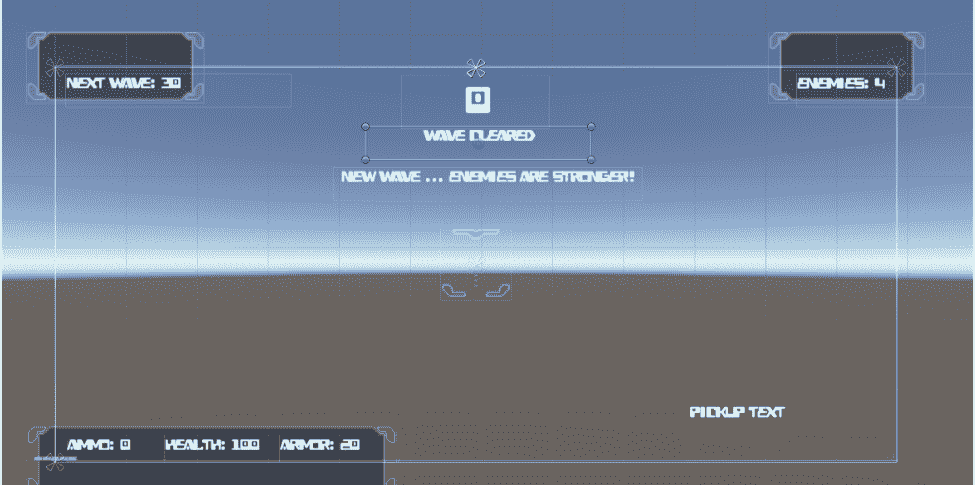 NEXT WAVE: 30
ENEMIES: 4
0
WAVE CLEARED
NEW WAVE ... ENEMIES ARE STRONGER!
PICKUP TEXT
AMMO: 0 HEALTH: 100 ARMOR: 20